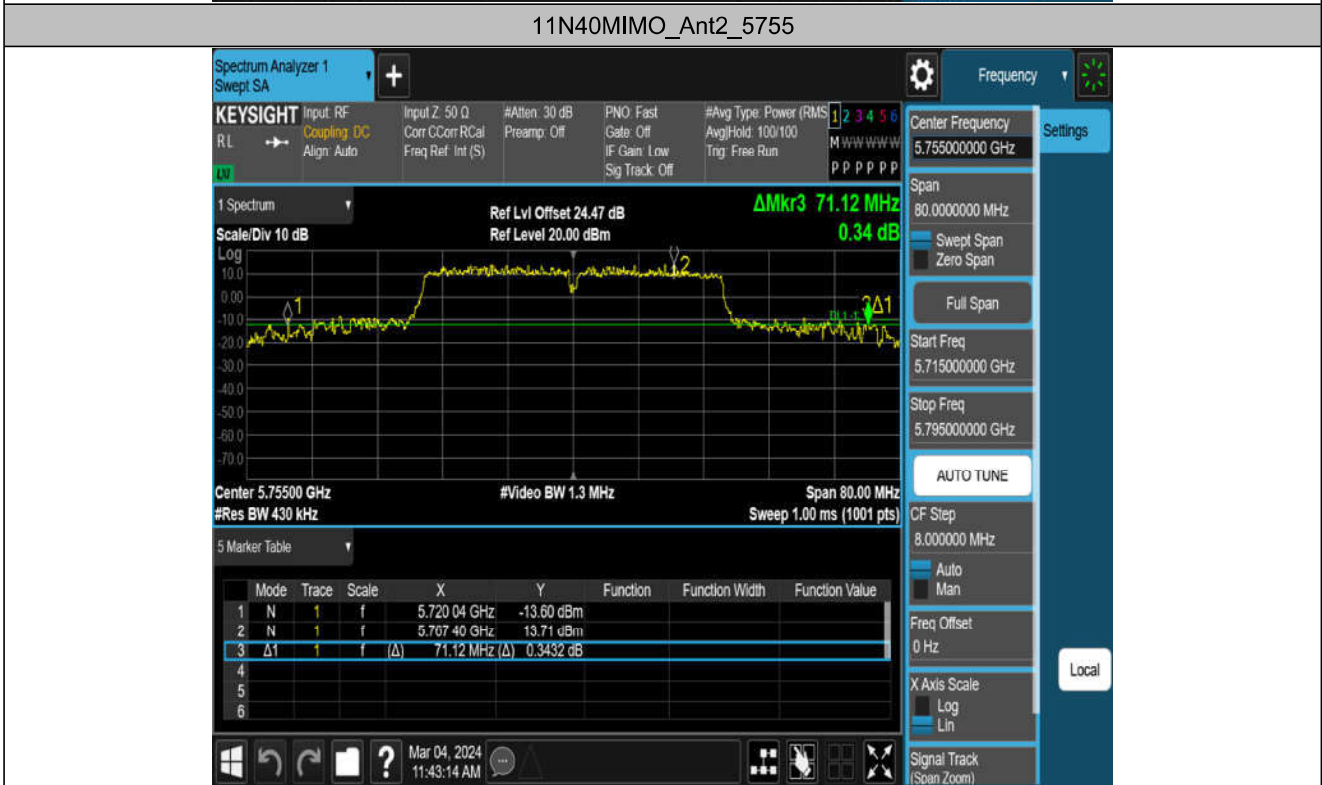 11N40MIMO_Ant2_5755
Spectrum Analyzer 1
Swept SA
+
Frequency
KEYSIGHT
RL
LXI
Input: RF
Coupling: DC
Align: Auto
Input Z: 50 Ω
Corr CCorr RCal
Freq Ref: Int (S)
#Atten: 30 dB
Preamp: Off
PNO: Fast
Gate: Off
IF Gain: Low
Sig Track: Off
#Avg Type: Power (RMS
Avg|Hold: 100/100
Trig: Free Run
1 2 3 4 5 6
M W W W W W
P P P P P P
1 Spectrum
Scale/Div 10 dB
Ref Lvl Offset 24.47 dB
Ref Level 20.00 dBm
ΔMkr3 71.12 MHz
0.34 dB
Log
10.0
0.00
-10.0
-20.0
-30.0
-40.0
-50.0
-60.0
-70.0
1
2
3Δ1
Center 5.75500 GHz
#Res BW 430 kHz
#Video BW 1.3 MHz
Span 80.00 MHz
Sweep 1.00 ms (1001 pts)
5 Marker Table
Mode Trace Scale X Y Function Function Width Function Value
1 N 1 f 5.720 04 GHz -13.60 dBm
2 N 1 f 5.767 40 GHz 13.71 dBm
3 Δ1 1 f (Δ) 71.12 MHz (Δ) 0.3432 dB
4
5
6
Mar 04, 2024
11:43:14 AM
Center Frequency
5.755000000 GHz
Settings
Span
80.0000000 MHz
Swept Span
Zero Span
Full Span
Start Freq
5.715000000 GHz
Stop Freq
5.795000000 GHz
AUTO TUNE
CF Step
8.000000 MHz
Auto
Man
Freq Offset
0 Hz
Local
X Axis Scale
Log
Lin
Signal Track
(Span Zoom)